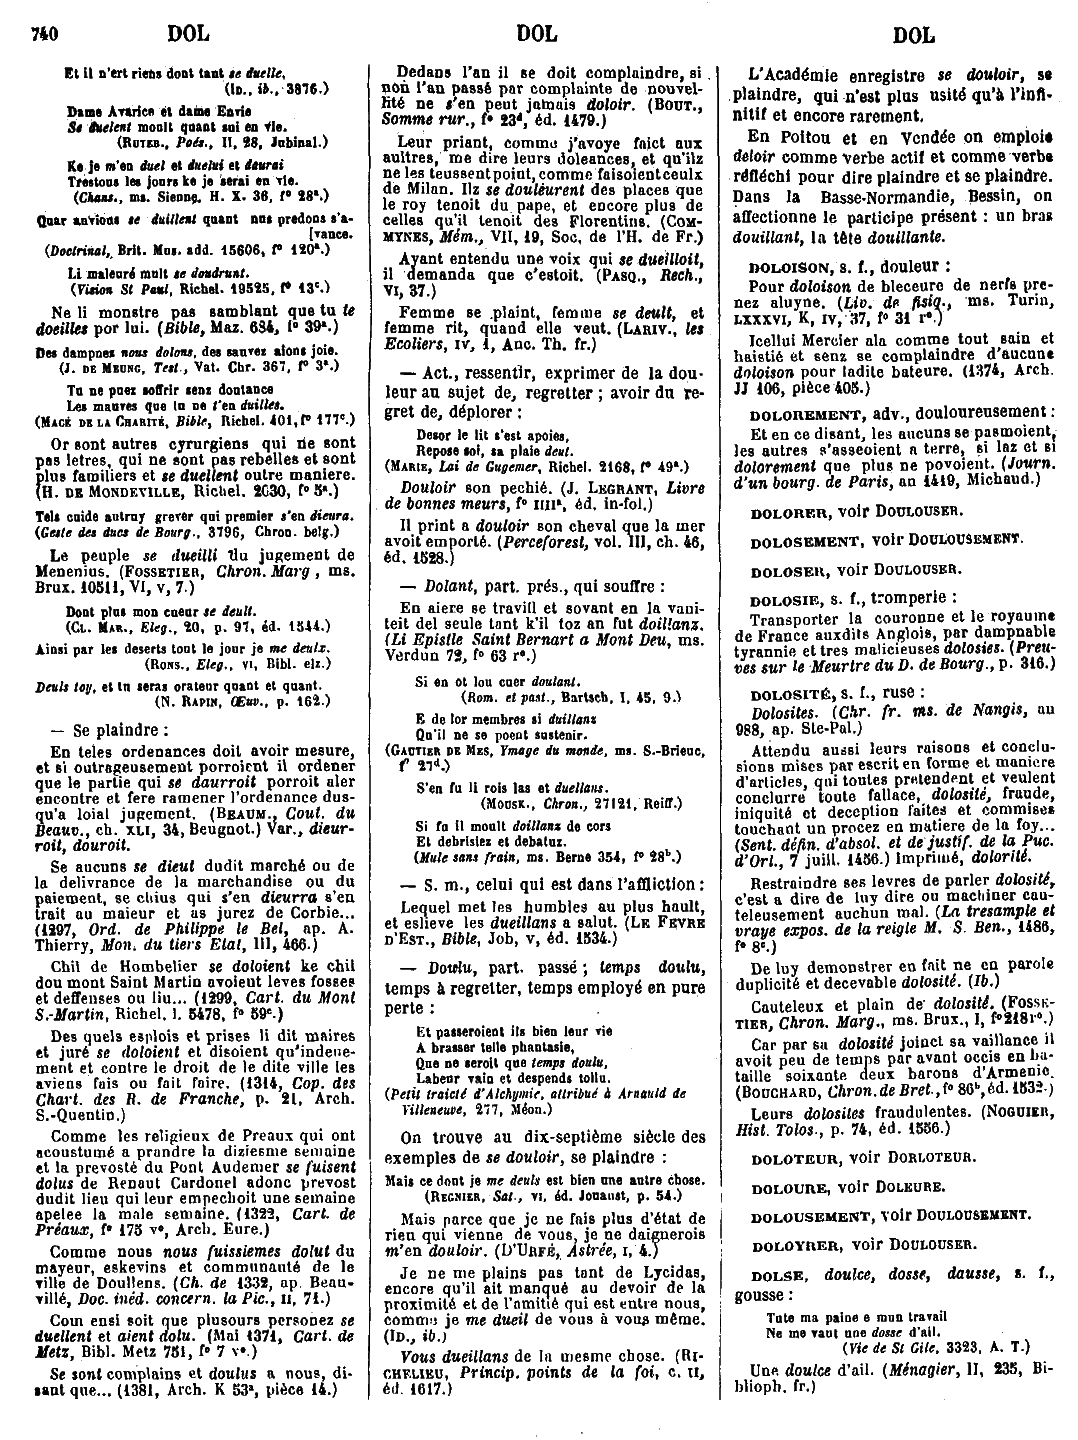 740 DOL DOL DOL
Et il n'ert riens dont tant se duelle,
(ID., ib., 3876.)
Dame Avarice et dame Envie
Se duelent moolt quant sui en vie.
(RUTEB., Poés., II, 28, Jubinal.)
Ke je m'en duel et duelui et deurai
Trestous les jours ke je serai en vie.
(Chans., ms. Sienne, H. X. 36, f° 28ª.)
Quar anvions se duillent quant nus predons s'a-
[vance.
(Doctrinal, Brit. Mus. add. 15606, f° 120ª.)
Li maleuré mult se doudrunt.
(Vision St Paul, Richel. 19525, f° 13ᶜ.)
Ne li monstre pas samblant que tu te
doeilles por lui. (Bible, Maz. 684, f° 39ª.)
Des dampnez nous dolons, des sauvez aions joie.
(J. DE MEUNG, Test., Vat. Chr. 367, f° 3ª.)
Tu ne puez soffrir senz doutance
Les mauves que tu ne t'en duilles.
(MACÉ DE LA CHARITÉ, Bible, Richel. 401, f° 177ᶜ.)
Or sont autres cyrurgiens qui ne sont
pas letres, qui ne sont pas rebelles et sont
plus familiers et se duellent outre maniere.
(H. DE MONDEVILLE, Richel. 2030, f° 5ª.)
Tels cuide autruy grever qui premier s'en dieura.
(Geste des ducs de Bourg., 3796, Chron. belg.)
Le peuple se dueilli du jugement de
Menenius. (FOSSETIER, Chron. Marg., ms.
Brux. 10511, VI, v, 7.)
Dont plus mon cueur se deult.
(CL. MAR., Eleg., 20, p. 97, éd. 1544.)
Ainsi par les deserts tout le jour je me deulx.
(RONS., Eleg., VI, Bibl. elz.)
Deuls toy, et tu seras orateur quant et quant.
(N. RAPIN, Œuv., p. 162.)
— Se plaindre :
En teles ordenances doit avoir mesure,
et si outrageusement porroient il ordener
que le partie qui se daurroit porroit aler
encontre et fere ramener l'ordenance dus-
qu'a loial jugement. (BEAUM., Cout. du
Beauv., ch. XLI, 34, Beugnot.) Var., dieur-
roit, douroit.
Se aucuns se dieut dudit marché ou de
la delivrance de la marchandise ou du
paiement, se chius qui s'en dieurra s'en
trait au maieur et as jurez de Corbie...
(1297, Ord. de Philippe le Bel, ap. A.
Thierry, Mon. du tiers Etat, III, 466.)
Chil de Hombelier se doloient ke chil
dou mont Saint Martin avoient leves fosses
et deffenses ou liu... (1299, Cart. du Mont
S.-Martin, Richel. l. 5478, f° 59ᶜ.)
Des quels esplois et prises li dit maires
et juré se doloient et disoient qu'indeue-
ment et contre le droit de le dite ville les
aviens fais ou fait faire. (1314, Cop. des
Chart. des R. de Franche, p. 21, Arch.
S.-Quentin.)
Comme les religieux de Preaux qui ont
acoustumé a prandre la diziesme semaine
et la prevosté du Pont Audemer se fuisent
dolus de Renout Cardonel adonc prevost
dudit lieu qui leur empechoit une semaine
apelee la male semaine. (1322, Cart. de
Préaux, f° 175 v°, Arch. Eure.)
Comme nous nous fuissiemes dolut du
mayeur, eskevins et communauté de le
ville de Doullens. (Ch. de 1332, ap. Beau-
villé, Doc. inéd. concern. la Pic., II, 71.)
Com ensi soit que plusours personez se
duellent et aient dolu. (Mai 1371, Cart. de
Metz, Bibl. Metz 751, f° 7 v°.)
Se sont complains et doulus a nous, di-
sant que... (1381, Arch. K 53ª, pièce 14.)
Dedans l'an il se doit complaindre, si
non l'an passé par complainte de nouvel-
lité ne s'en peut jamais doloir. (BOUT.,
Somme rur., f° 23ᵈ, éd. 1479.)
Leur priant, comme j'avoye faict aux
aultres, me dire leurs doleances, et qu'ilz
ne les teussent point, comme faisoient ceulx
de Milan. Ilz se douleurent des places que
le roy tenoit du pape, et encore plus de
celles qu'il tenoit des Florentins. (COM-
MYNES, Mém., VII, 19, Soc. de l'H. de Fr.)
Ayant entendu une voix qui se dueilloit,
il demanda que c'estoit. (PASQ., Rech.,
VI, 37.)
Femme se plaint, femme se deult, et
femme rit, quand elle veut. (LARIV., les
Ecoliers, IV, 1, Anc. Th. fr.)
— Act., ressentir, exprimer de la dou-
leur au sujet de, regretter ; avoir du re-
gret de, déplorer :
Desor le lit s'est apoies,
Repose soi, sa plaie deut.
(MARIE, Lai de Gugemer, Richel. 2168, f° 49ª.)
Douloir son pechié. (J. LEGRANT, Livre
de bonnes meurs, f° IIIIª, éd. in-fol.)
Il print a douloir son cheval que la mer
avoit emporté. (Perceforest, vol. III, ch. 46,
éd. 1528.)
— Dolant, part. prés., qui souffre :
En aiere se travill et sovant en la vaui-
teit del seule tant k'il toz an fut doillanz.
(Li Epistle Saint Bernart a Mont Deu, ms.
Verdun 72, f° 63 r°.)
Si en ot lou cuer doulant.
(Rom. et past., Bartsch, I, 45, 9.)
E de lor membres si duillanz
Qu'il ne se poent sustenir.
(GAUTIER DE MES, Ymage du monde, ms. S.-Brieuc,
f° 27ᵈ.)
S'en fu li rois las et duellans.
(MOUSK., Chron., 27121, Reiff.)
Si fu il moult doillanz de cors
Et debrisiez et debatuz.
(Mule sans frain, ms. Berne 354, f° 28ᵇ.)
— S. m., celui qui est dans l'affliction :
Lequel met les humbles au plus hault,
et eslieve les dueillans a salut. (LE FEVRE
D'EST., Bible, Job, v, éd. 1534.)
— Doulu, part. passé ; temps doulu,
temps à regretter, temps employé en pure
perte :
Et passeroient ils bien leur vie
A brasser telle phantasie,
Que ne seroit que temps doulu,
Labeur vain et despends tollu.
(Petit traicté d'Alchymie, attribué à Arnauld de
Villeneuve, 277, Méon.)
On trouve au dix-septième siècle des
exemples de se douloir, se plaindre :
Mais ce dont je me deuls est bien une autre chose.
(REGNIER, Sat., VI, éd. Jouaust, p. 54.)
Mais parce que je ne fais plus d'état de
rien qui vienne de vous, je ne daignerois
m'en douloir. (D'URFÉ, Astrée, I, 4.)
Je ne me plains pas tant de Lycidas,
encore qu'il ait manqué au devoir de la
proximité et de l'amitié qui est entre nous,
comme je me dueil de vous à vous même.
(ID., ib.)
Vous dueillans de la mesme chose. (RI-
CHELIEU, Princip. points de la foi, c. II,
éd. 1617.)
L'Académie enregistre se douloir, se
plaindre, qui n'est plus usité qu'à l'infi-
nitif et encore rarement.
En Poitou et en Vendée on emploie
deloir comme verbe actif et comme verbe
réfléchi pour dire plaindre et se plaindre.
Dans la Basse-Normandie, Bessin, on
affectionne le participe présent : un bras
douillant, la tête douillante.
DOLOISON, s. f., douleur :
Pour doloison de bleceure de nerfs pre-
nez aluyne. (Liv. de fisiq., ms. Turin,
LXXXVI, K, IV, 37, f° 31 r°.)
Icellui Mercier ala comme tout sain et
haistié et senz se complaindre d'aucune
doloison pour ladite bateure. (1374, Arch.
JJ 106, pièce 405.)
DOLOREMENT, adv., douloureusement :
Et en ce disant, les aucuns se pasmoient,
les autres s'asseoient a terre, si laz et si
dolorement que plus ne povoient. (Journ.
d'un bourg. de Paris, an 1419, Michaud.)
DOLORER, voir DOULOUSER.
DOLOSEMENT, voir DOULOUSEMENT.
DOLOSER, voir DOULOUSER.
DOLOSIE, s. f., tromperie :
Transporter la couronne et le royaume
de France auxdits Anglois, par dampnable
tyrannie et tres malicieuses dolosies. (Preu-
ves sur le Meurtre du D. de Bourg., p. 316.)
DOLOSITÉ, s. f., ruse :
Dolosites. (Chr. fr. ms. de Nangis, an
988, ap. Ste-Pal.)
Attendu aussi leurs raisons et conclu-
sions mises par escrit en forme et maniere
d'articles, qui toutes pretendent et veulent
conclurre toute fallace, dolosité, fraude,
iniquité et deception faites et commises
touchant un procez en matiere de la foy...
(Sent. défin. d'absol. et de justif. de la Puc.
d'Orl., 7 juill. 1456.) Imprimé, dolorité.
Restraindre ses levres de parler dolosité,
c'est a dire de luy dire ou machiner cau-
teleusement auchun mal. (La tresample et
vraye expos. de la reigle M. S. Ben., 1486,
f° 8ᶜ.)
De luy demonstrer en fait ne en parole
duplicité et decevable dolosité. (Ib.)
Cauteleux et plain de dolosité. (FOSSE-
TIER, Chron. Marg., ms. Brux., I, f° 218 r°.)
Car par sa dolosité joinct sa vaillance il
avoit peu de temps par avant occis en ba-
taille soixante deux barons d'Armenie.
(BOUCHARD, Chron. de Bret., f° 86ᵇ, éd. 1532.)
Leurs dolosites fraudulentes. (NOGUIER,
Hist. Tolos., p. 74, éd. 1556.)
DOLOTEUR, voir DORLOTEUR.
DOLOURE, voir DOLEURE.
DOLOUSEMENT, voir DOULOUSEMENT.
DOLOYRER, voir DOULOUSER.
DOLSE, doulce, dosse, dausse, s. f.,
gousse :
Tute ma paine e mun travail
Ne me vaut une dosse d'ail.
(Vie de St Gile, 3323, A. T.)
Une doulce d'ail. (Ménagier, II, 235, Bi-
blioph. fr.)